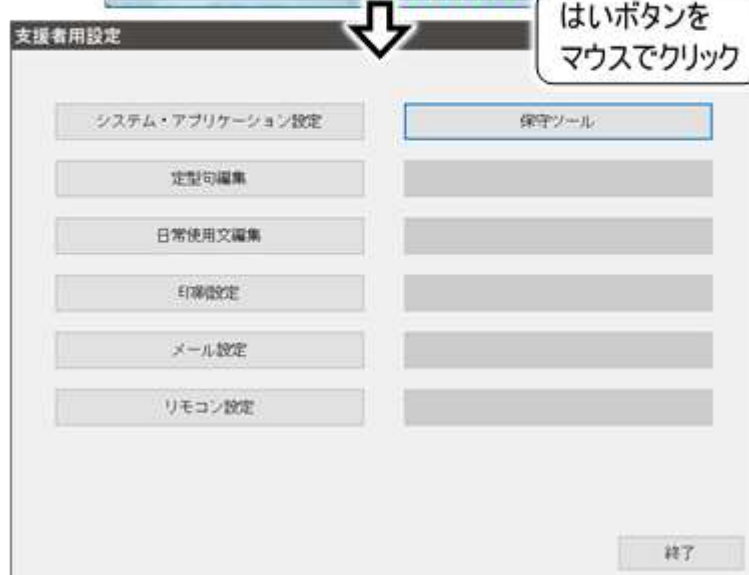 はいボタンを
マウスでクリック
支援者用設定
システム・アプリケーション設定
保守ツール
定型句編集
日常使用文編集
印刷設定
メール設定
リモコン設定
終了